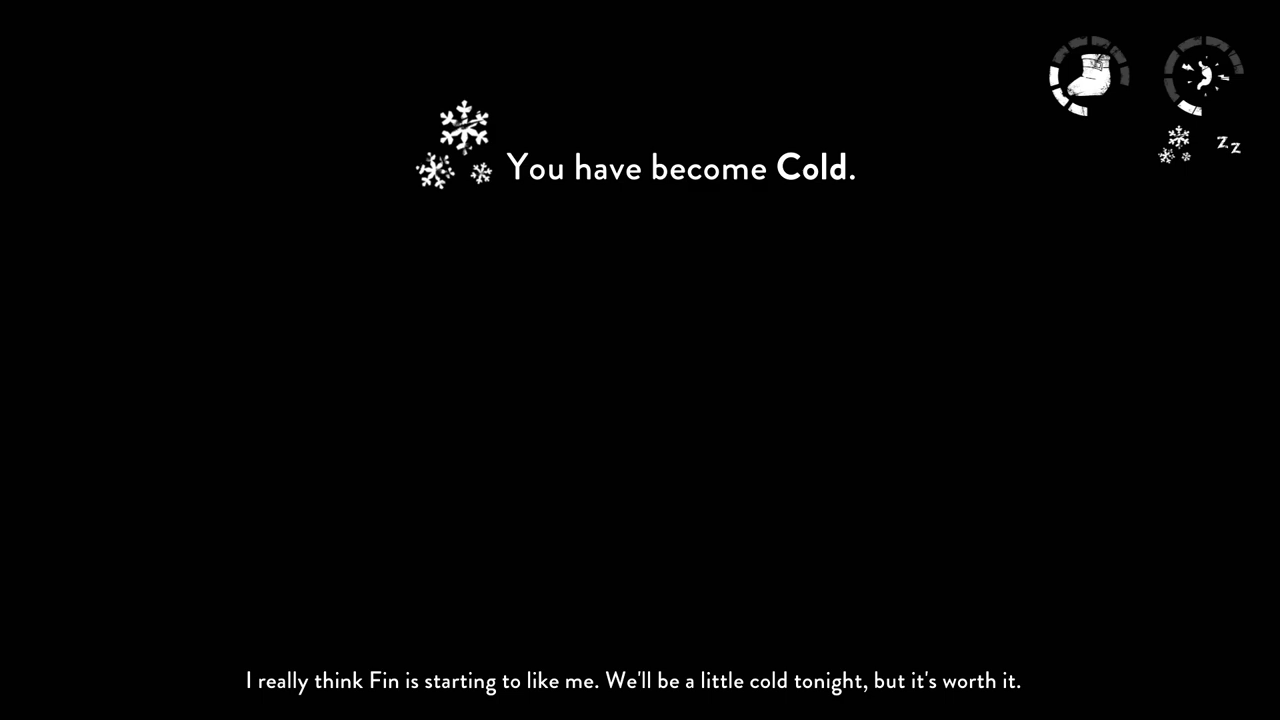 You have become Cold.
z z
I really think Fin is starting to like me. We'll be a little cold tonight, but it's worth it.